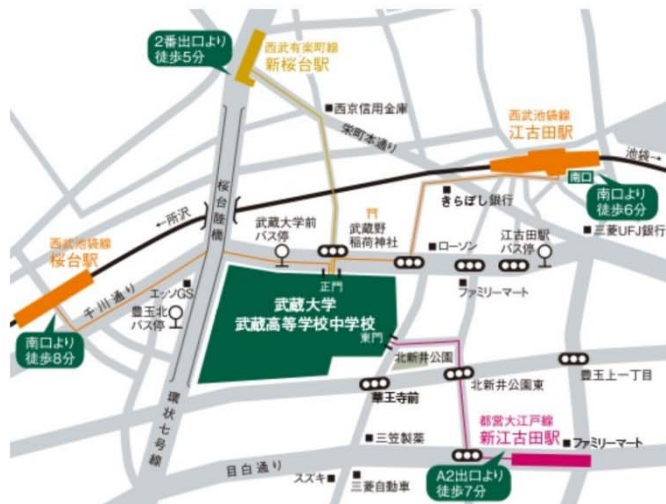 2番出口より
徒歩5分
西武有楽町線
新桜台駅
■西京信用金庫
栄町本通り
西武池袋線
江古田駅
池袋→
南口
南口より
徒歩6分
きらぼし銀行
三菱UFJ銀行
←所沢
桜台陸橋
武蔵大学前
バス停
武蔵野
稲荷神社
ローソン
江古田駅
バス停
西武池袋線
桜台駅
千川通り
エッソGS
豊玉北
バス停
正門
ファミリーマート
武蔵大学
武蔵高等学校中学校
東門
南口より
徒歩8分
北新井公園
華王寺前
北新井公園東
豊玉上一丁目
環状七号線
都営大江戸線
新江古田駅
三笠製薬
ファミリーマート
目白通り
スズキ■
三菱自動車
A2出口より
徒歩7分